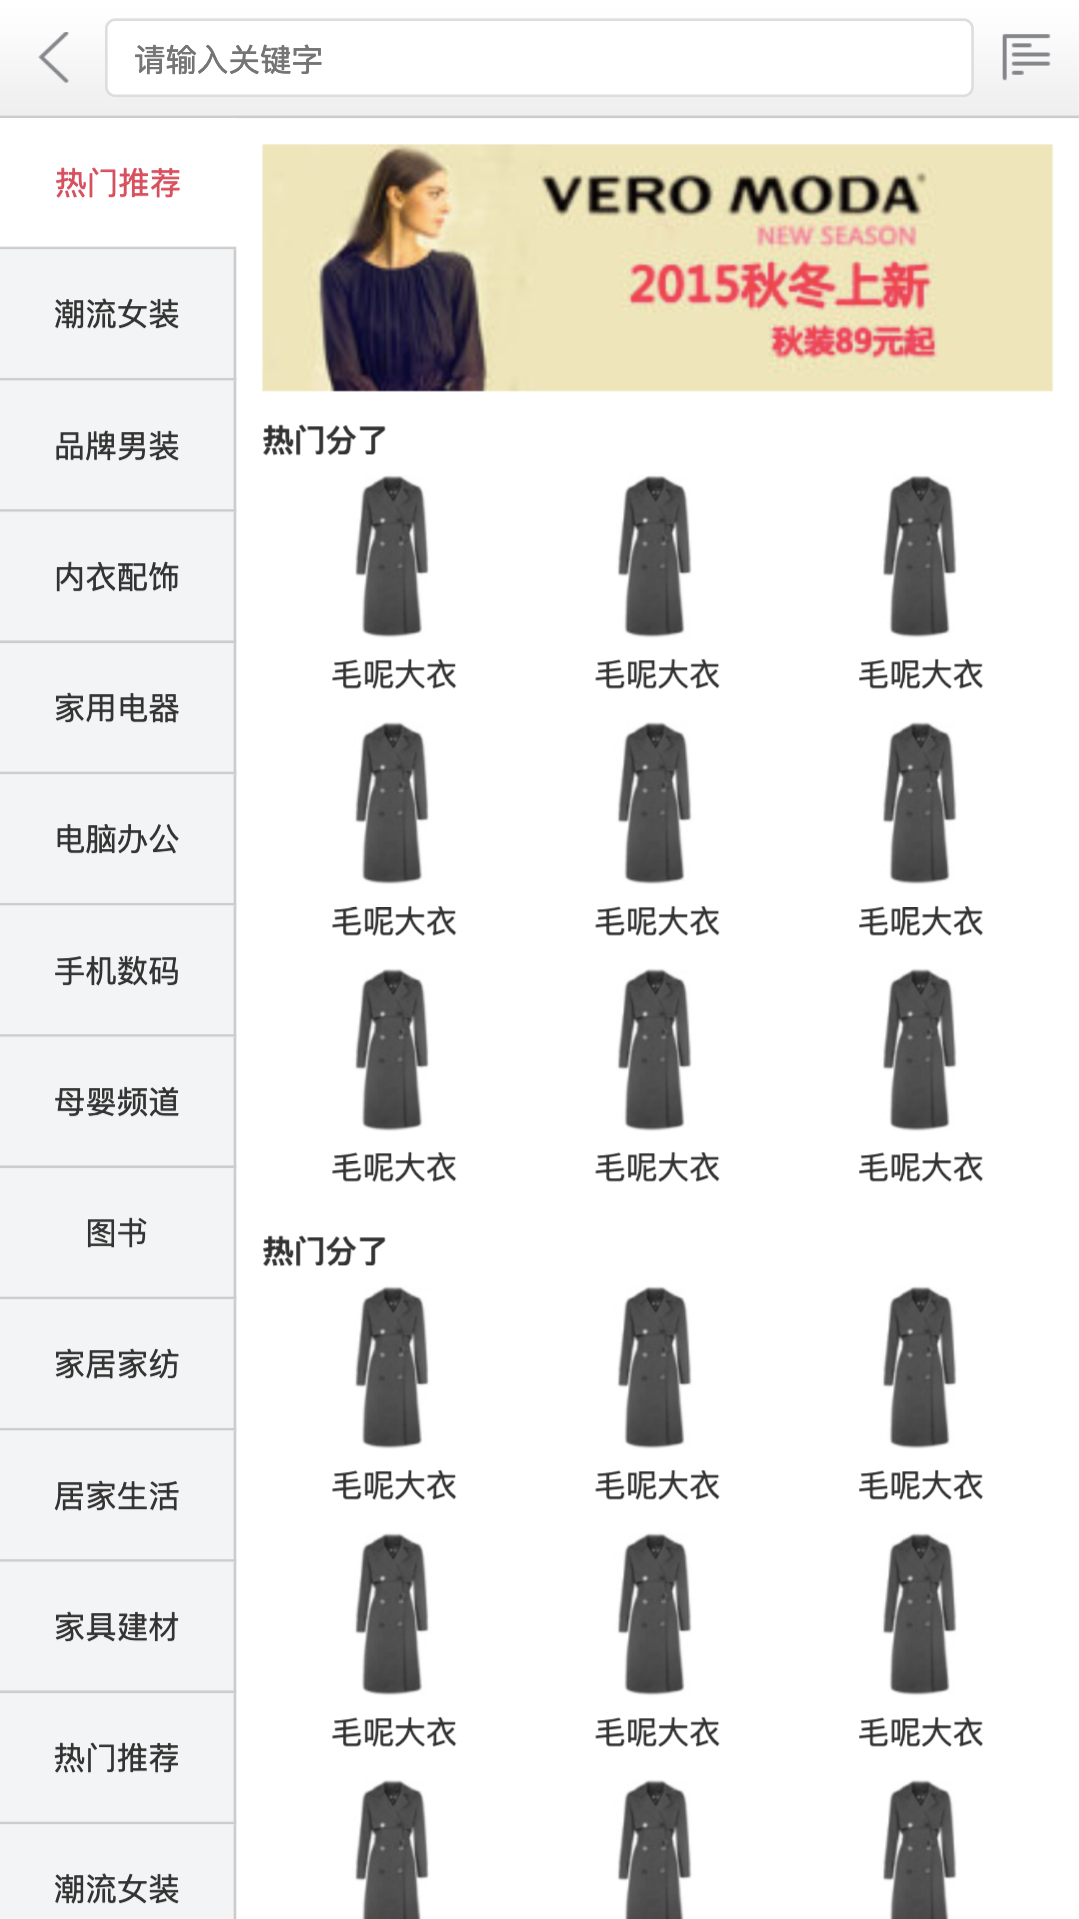 请输入关键字
热门推荐
潮流女装
品牌男装
内衣配饰
家用电器
电脑办公
手机数码
母婴频道
图书
家居家纺
居家生活
家具建材
热门推荐
潮流女装
VERO MODA
NEW SEASON
2015秋冬上新
秋装89元起
热门分了
毛呢大衣 毛呢大衣 毛呢大衣
毛呢大衣 毛呢大衣 毛呢大衣
毛呢大衣 毛呢大衣 毛呢大衣
热门分了
毛呢大衣 毛呢大衣 毛呢大衣
毛呢大衣 毛呢大衣 毛呢大衣